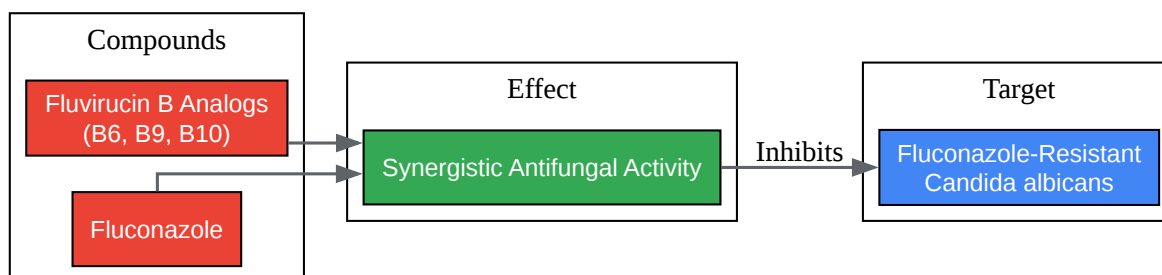 Compounds
Fluvirucin B Analogs
(B6, B9, B10)
Fluconazole
Effect
Synergistic Antifungal Activity
Inhibits
Target
Fluconazole-Resistant
Candida albicans